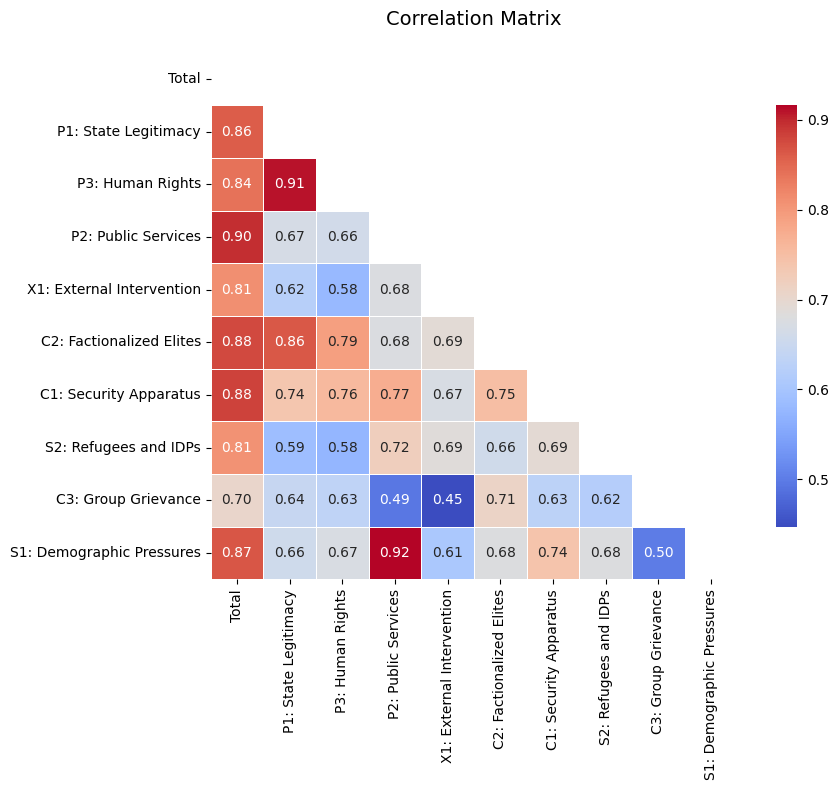 Correlation Matrix
Total
P1: State Legitimacy 0.86
P3: Human Rights 0.84 0.91
P2: Public Services 0.90 0.67 0.66
X1: External Intervention 0.81 0.62 0.58 0.68
C2: Factionalized Elites 0.88 0.86 0.79 0.68 0.69
C1: Security Apparatus 0.88 0.74 0.76 0.77 0.67 0.75
S2: Refugees and IDPs 0.81 0.59 0.58 0.72 0.69 0.66 0.69
C3: Group Grievance 0.70 0.64 0.63 0.49 0.45 0.71 0.63 0.62
S1: Demographic Pressures 0.87 0.66 0.67 0.92 0.61 0.68 0.74 0.68 0.50
Total
P1: State Legitimacy
P3: Human Rights
P2: Public Services
X1: External Intervention
C2: Factionalized Elites
C1: Security Apparatus
S2: Refugees and IDPs
C3: Group Grievance
S1: Demographic Pressures
0.9
0.8
0.7
0.6
0.5